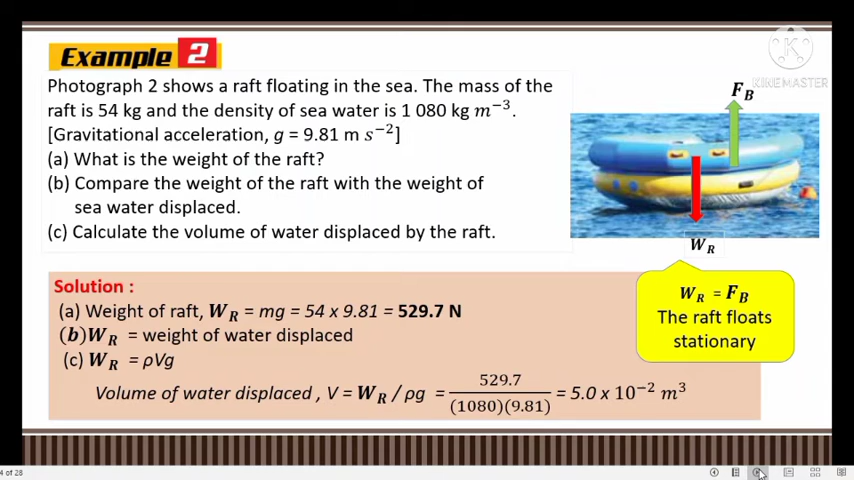 Example 2
KINEMASTER
Photograph 2 shows a raft floating in the sea. The mass of the
raft is 54 kg and the density of sea water is 1 080 kg m⁻³.
[Gravitational acceleration, g = 9.81 m s⁻²]
(a) What is the weight of the raft?
(b) Compare the weight of the raft with the weight of
sea water displaced.
(c) Calculate the volume of water displaced by the raft.
F_B
W_R
Solution :
(a) Weight of raft, W_R = mg = 54 x 9.81 = 529.7 N
(b)W_R = weight of water displaced
(c) W_R = ρVg
Volume of water displaced , V = W_R / ρg = 529.7/(1080)(9.81) = 5.0 x 10⁻² m³
W_R = F_B
The raft floats
stationary
4 of 28